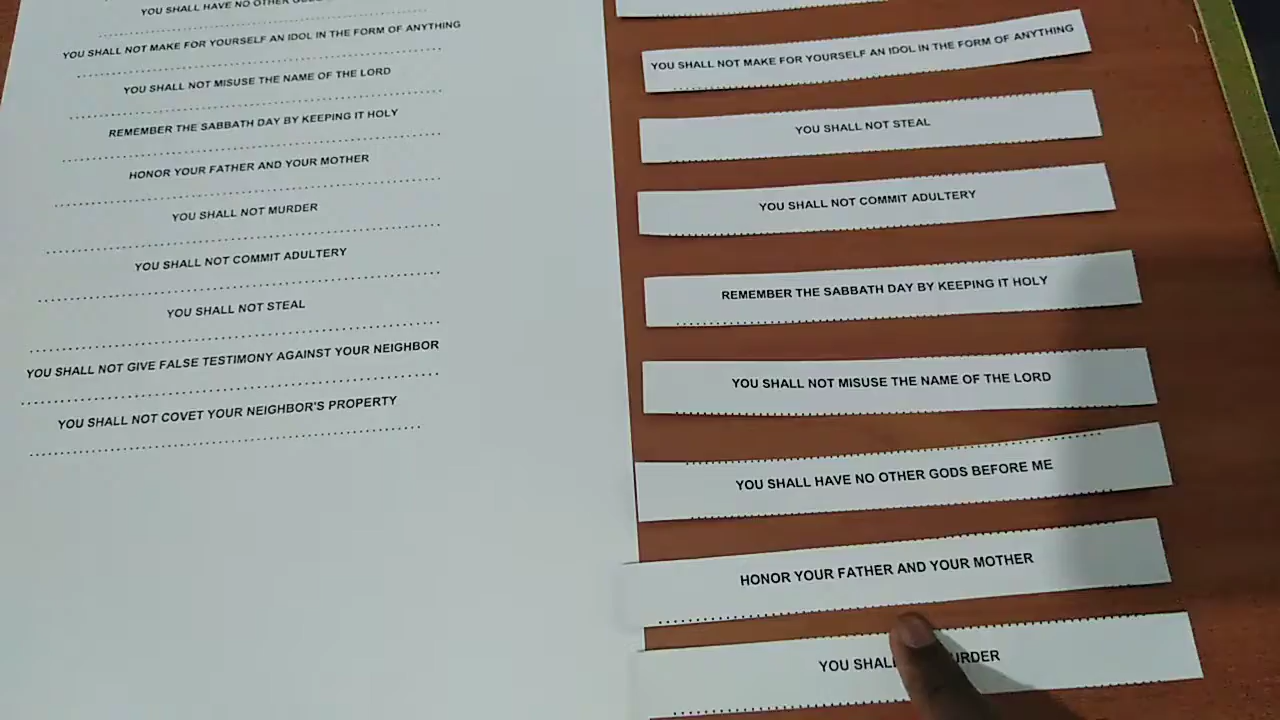 YOU SHALL HAVE NO OTHER
YOU SHALL NOT MAKE FOR YOURSELF AN IDOL IN THE FORM OF ANYTHING
YOU SHALL NOT MISUSE THE NAME OF THE LORD
REMEMBER THE SABBATH DAY BY KEEPING IT HOLY
HONOR YOUR FATHER AND YOUR MOTHER
YOU SHALL NOT MURDER
YOU SHALL NOT COMMIT ADULTERY
YOU SHALL NOT STEAL
YOU SHALL NOT GIVE FALSE TESTIMONY AGAINST YOUR NEIGHBOR
YOU SHALL NOT COVET YOUR NEIGHBOR'S PROPERTY
YOU SHALL NOT MAKE FOR YOURSELF AN IDOL IN THE FORM OF ANYTHING
YOU SHALL NOT STEAL
YOU SHALL NOT COMMIT ADULTERY
REMEMBER THE SABBATH DAY BY KEEPING IT HOLY
YOU SHALL NOT MISUSE THE NAME OF THE LORD
YOU SHALL HAVE NO OTHER GODS BEFORE ME
HONOR YOUR FATHER AND YOUR MOTHER
YOU